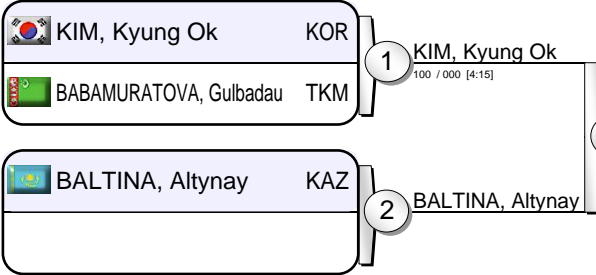 KIM, Kyung Ok KOR
BABAMURATOVA, Gulbadau TKM
1
KIM, Kyung Ok
100 / 000 [4:15]
BALTINA, Altynay KAZ
2
BALTINA, Altynay